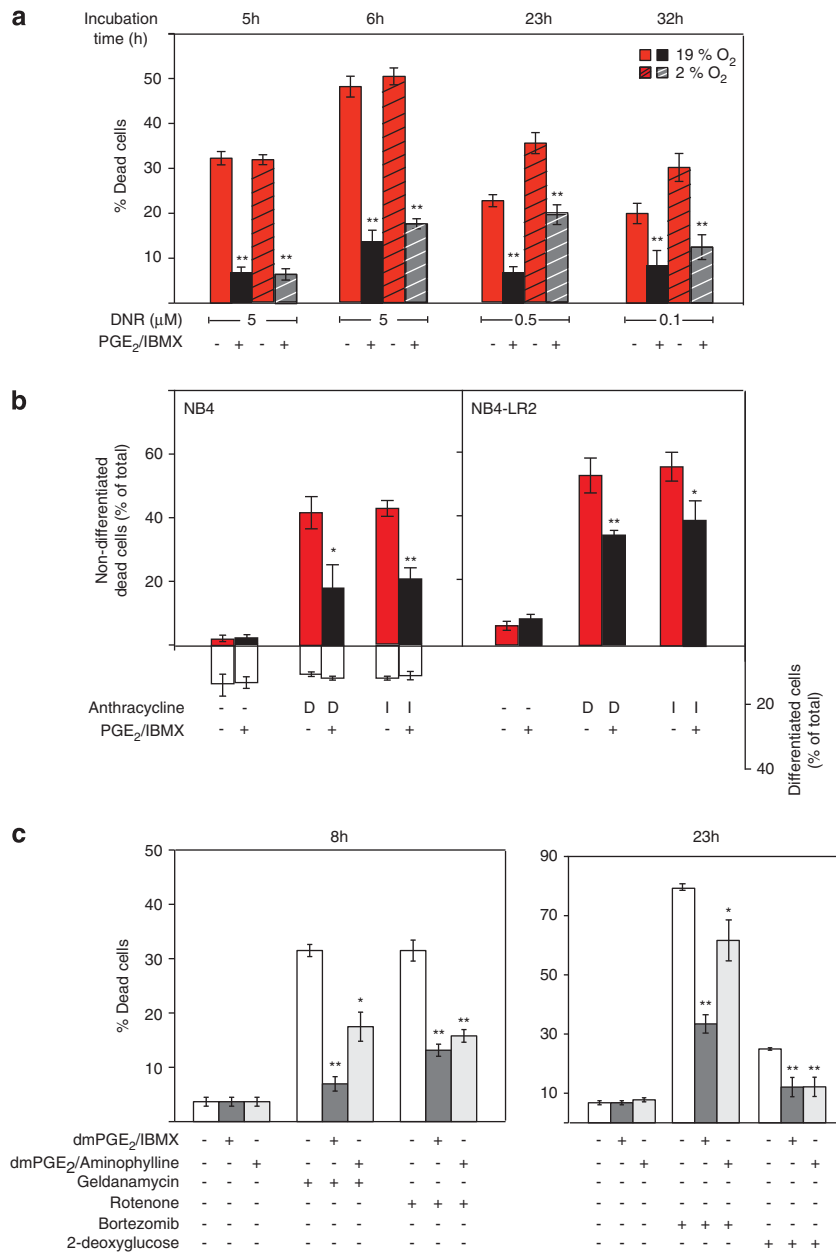 a
Incubation time (h) 5h 6h 23h 32h
19 % O2
2 % O2
% Dead cells
50
40
30
20
10
** ** ** ** ** ** ** **
DNR (μM) 5 5 0.5 0.1
PGE2/IBMX - + - + - + - + - + - + - + - +
b
NB4 NB4-LR2
Non-differentiated dead cells (% of total)
60
40
20
* ** ** *
Anthracycline - - D D I I - - D D I I
PGE2/IBMX - + - + - + - + - + - +
20
40
Differentiated cells (% of total)
c
8h 23h
% Dead cells
50
40
30
20
10
90
70
50
30
10
** * ** ** ** * ** **
dmPGE2/IBMX - + - - + - - + - - + - - + - - + -
dmPGE2/Aminophylline - - + - - + - - + - - + - - + - - +
Geldanamycin - - - + + + - - - - - - - - - - - -
Rotenone - - - - - - + + + - - - - - - - - -
Bortezomib - - - - - - - - - - - - + + + - - -
2-deoxyglucose - - - - - - - - - - - - - - - + + +